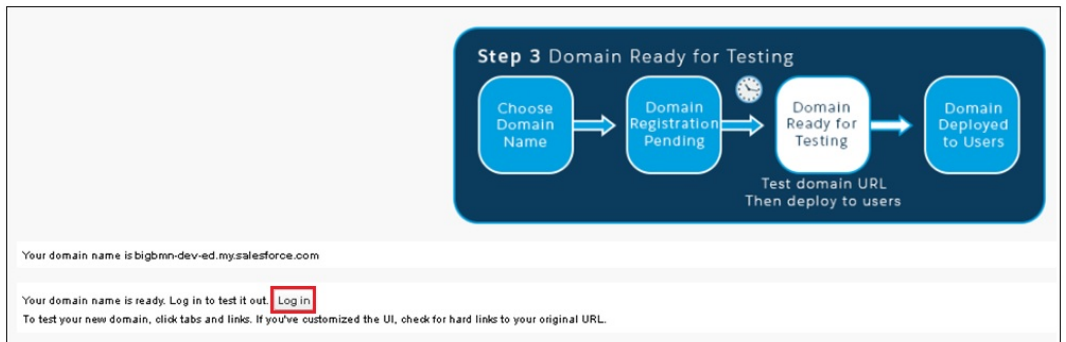 Step 3 Domain Ready for Testing
Choose
Domain
Name
Domain
Registration
Pending
Domain
Ready for
Testing
Domain
Deployed
to Users
Test domain URL
Then deploy to users
Your domain name is bigbmn-dev-ed.my.salesforce.com
Your domain name is ready. Log in to test it out. Log in
To test your new domain, click tabs and links. If you've customized the UI, check for hard links to your original URL.